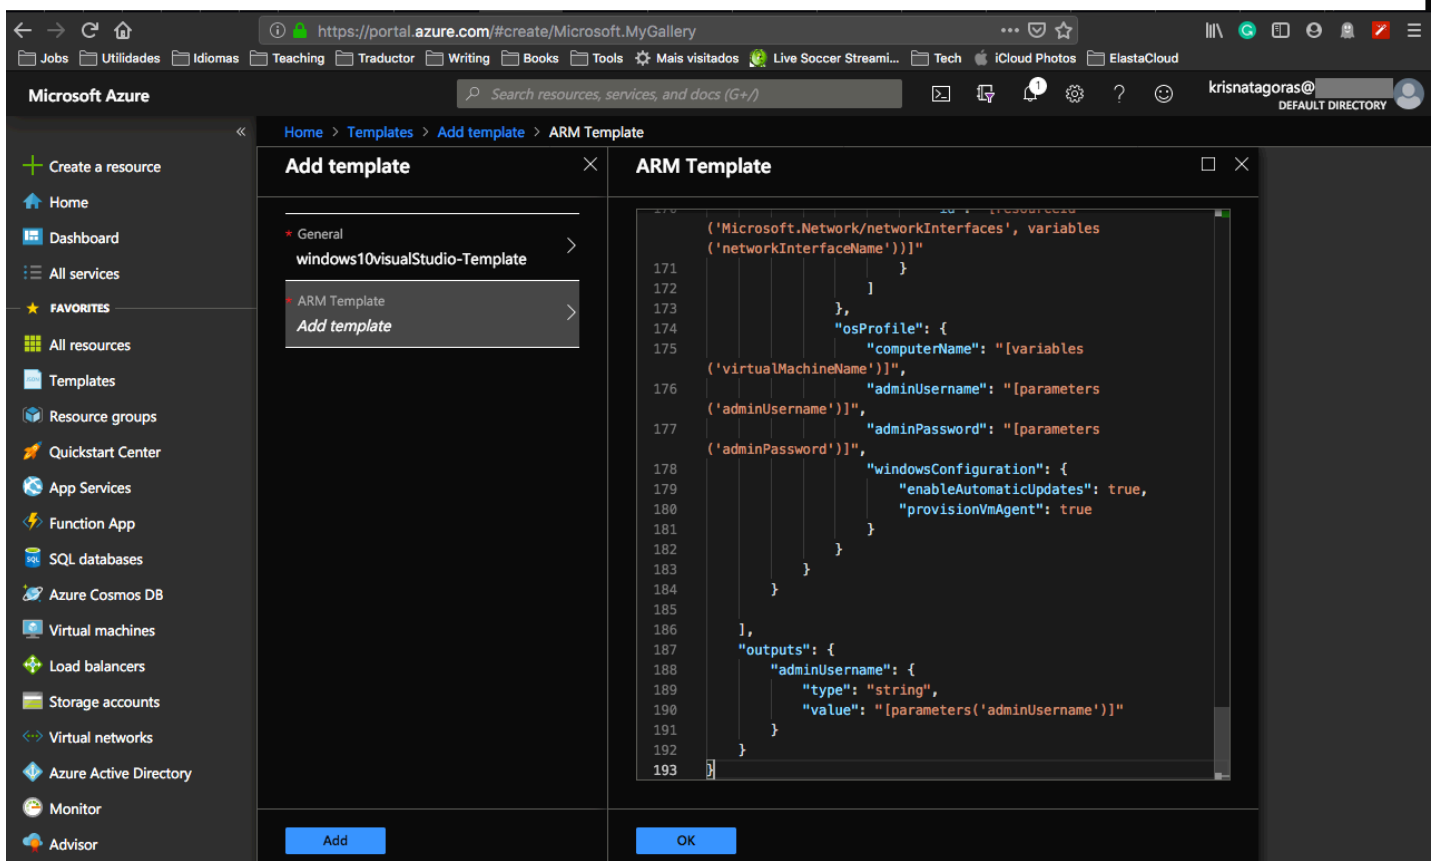 https://portal.azure.com/#create/Microsoft.MyGallery
Jobs Utilidades Idiomas Teaching Traductor Writing Books Tools Mais visitados Live Soccer Streami... Tech iCloud Photos ElastaCloud
Microsoft Azure
Search resources, services, and docs (G+/)
1
krisnatagoras@
DEFAULT DIRECTORY
Home > Templates > Add template > ARM Template
Create a resource
Home
Dashboard
All services
FAVORITES
All resources
Templates
Resource groups
Quickstart Center
App Services
Function App
SQL databases
Azure Cosmos DB
Virtual machines
Load balancers
Storage accounts
Virtual networks
Azure Active Directory
Monitor
Advisor
Add template
* General
windows10visualStudio-Template
* ARM Template
Add template
Add
ARM Template
170 "id": "[resourceId
('Microsoft.Network/networkInterfaces', variables
('networkInterfaceName'))]"
171 }
172 ]
173 },
174 "osProfile": {
175 "computerName": "[variables
('virtualMachineName')]",
176 "adminUsername": "[parameters
('adminUsername')]",
177 "adminPassword": "[parameters
('adminPassword')]",
178 "windowsConfiguration": {
179 "enableAutomaticUpdates": true,
180 "provisionVmAgent": true
181 }
182 }
183 }
184 }
185
186 ],
187 "outputs": {
188 "adminUsername": {
189 "type": "string",
190 "value": "[parameters('adminUsername')]"
191 }
192 }
193 }
OK